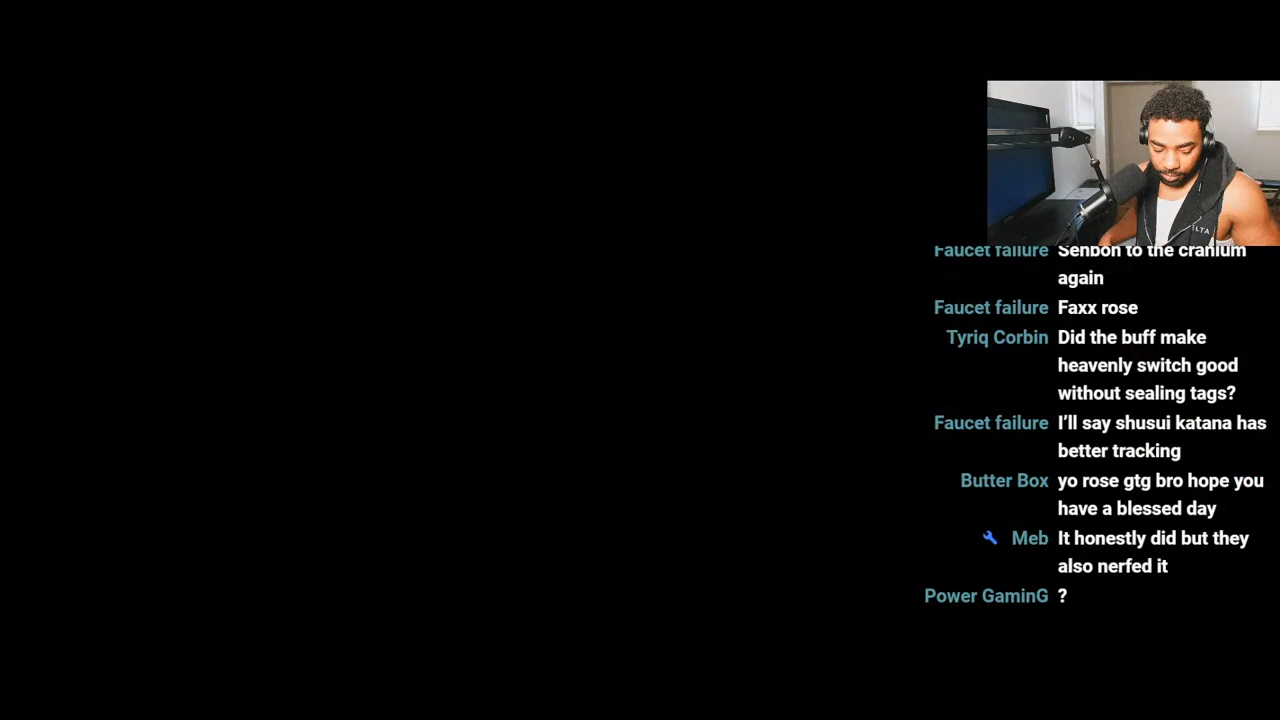 Faucet failure Senbon to the cranium
again
Faucet failure Faxx rose
Tyriq Corbin Did the buff make
heavenly switch good
without sealing tags?
Faucet failure I'll say shusui katana has
better tracking
Butter Box yo rose gtg bro hope you
have a blessed day
Meb It honestly did but they
also nerfed it
Power GaminG ?